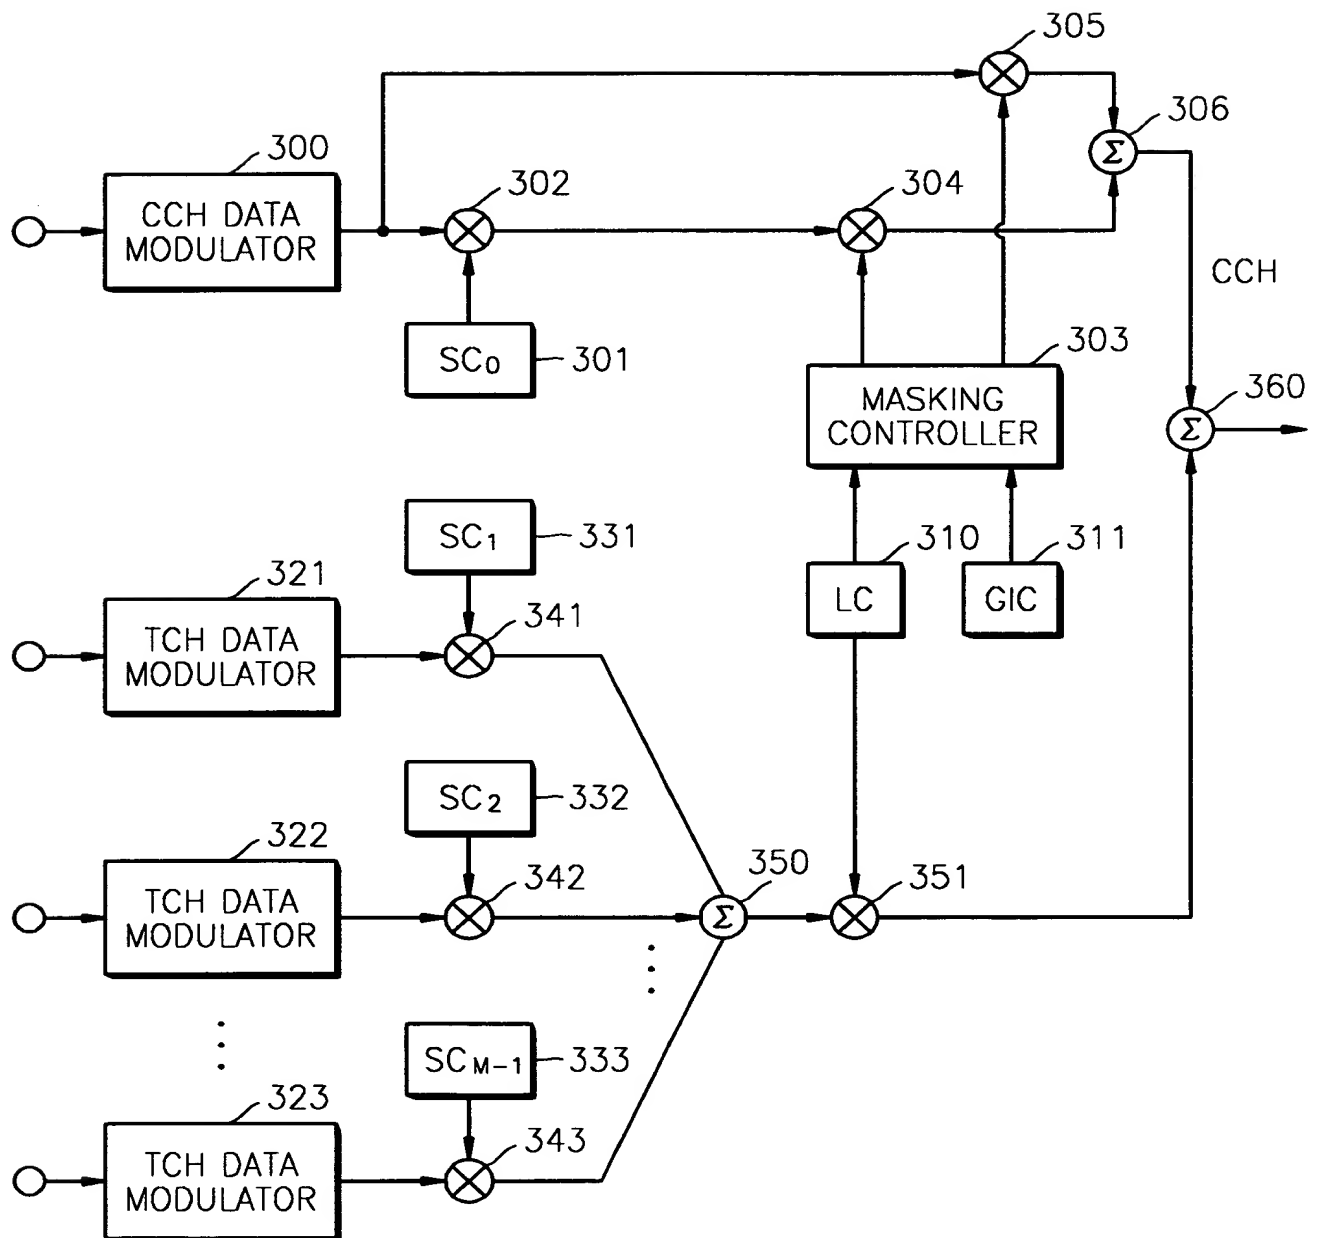 305
306
300
302
304
CCH DATA
MODULATOR
Σ
CCH
SC0
301
303
MASKING
CONTROLLER
360
Σ
SC1
331
310
311
LC
GIC
321
341
TCH DATA
MODULATOR
SC2
332
322
342
350
351
TCH DATA
MODULATOR
Σ
SCM-1
333
323
343
TCH DATA
MODULATOR